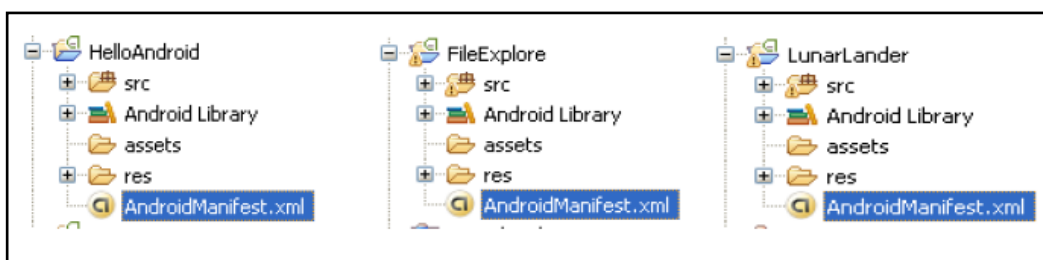 HelloAndroid
src
Android Library
assets
res
AndroidManifest.xml
FileExplore
src
Android Library
assets
res
AndroidManifest.xml
LunarLander
src
Android Library
assets
res
AndroidManifest.xml